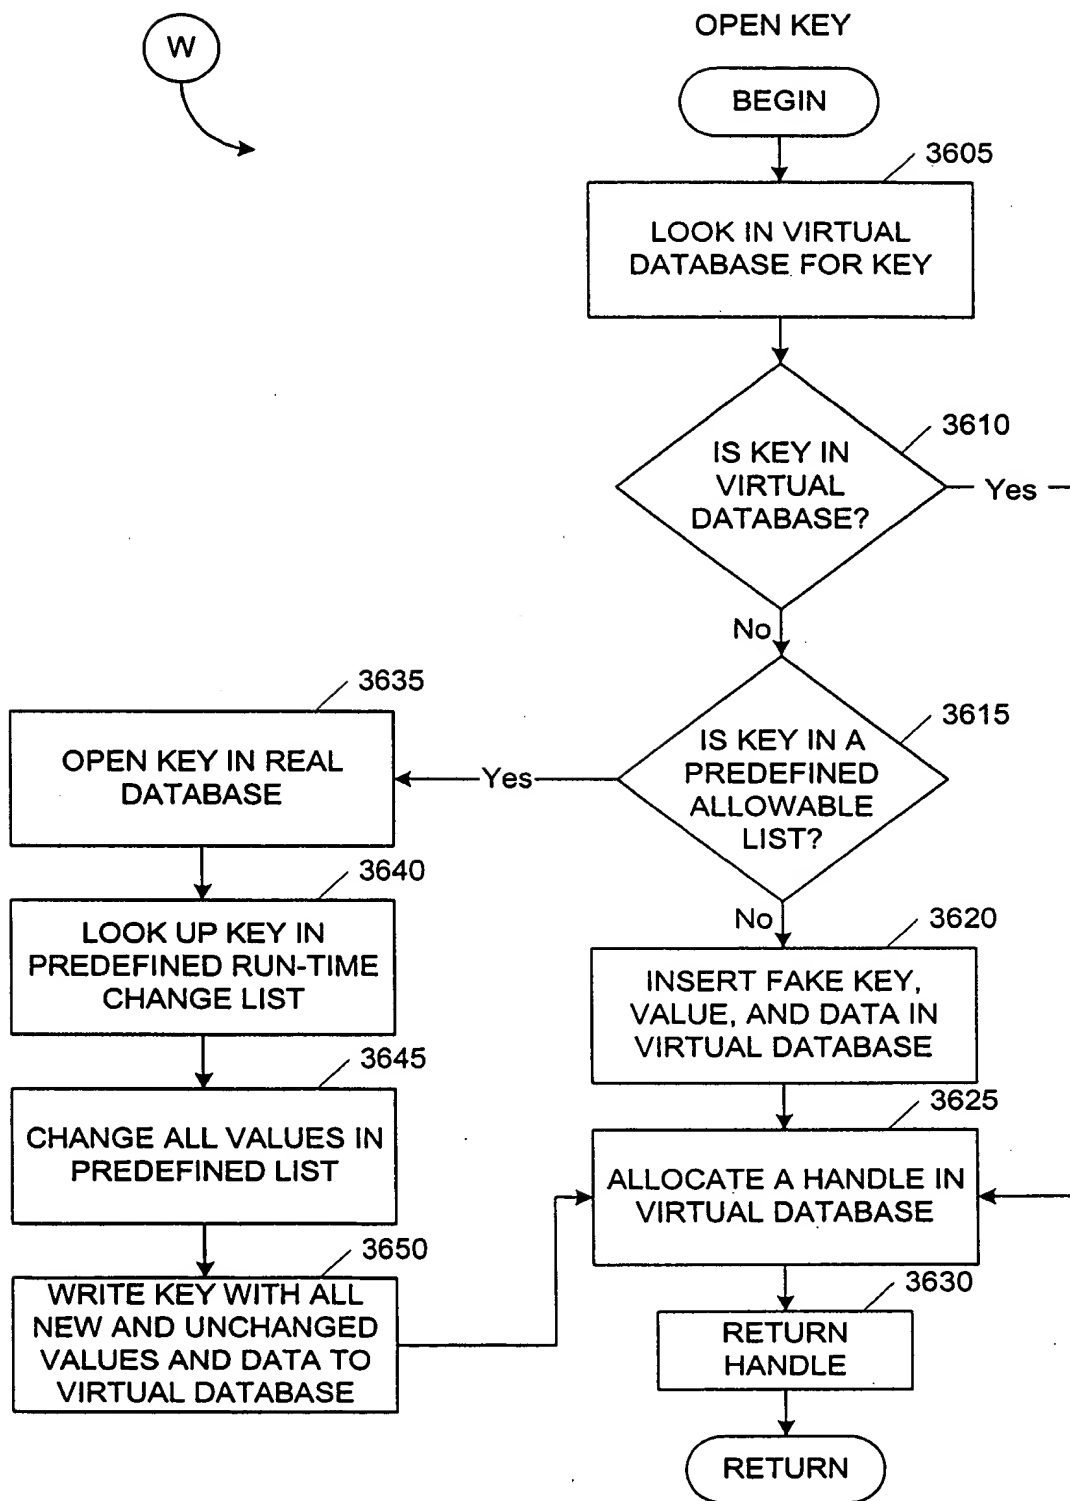 W
OPEN KEY
BEGIN
3605
LOOK IN VIRTUAL
DATABASE FOR KEY
3610
IS KEY IN
VIRTUAL
DATABASE?
Yes
No
3615
IS KEY IN A
PREDEFINED
ALLOWABLE
LIST?
Yes
No
3635
OPEN KEY IN REAL
DATABASE
3640
LOOK UP KEY IN
PREDEFINED RUN-TIME
CHANGE LIST
3645
CHANGE ALL VALUES IN
PREDEFINED LIST
3650
WRITE KEY WITH ALL
NEW AND UNCHANGED
VALUES AND DATA TO
VIRTUAL DATABASE
3620
INSERT FAKE KEY,
VALUE, AND DATA IN
VIRTUAL DATABASE
3625
ALLOCATE A HANDLE IN
VIRTUAL DATABASE
3630
RETURN
HANDLE
RETURN